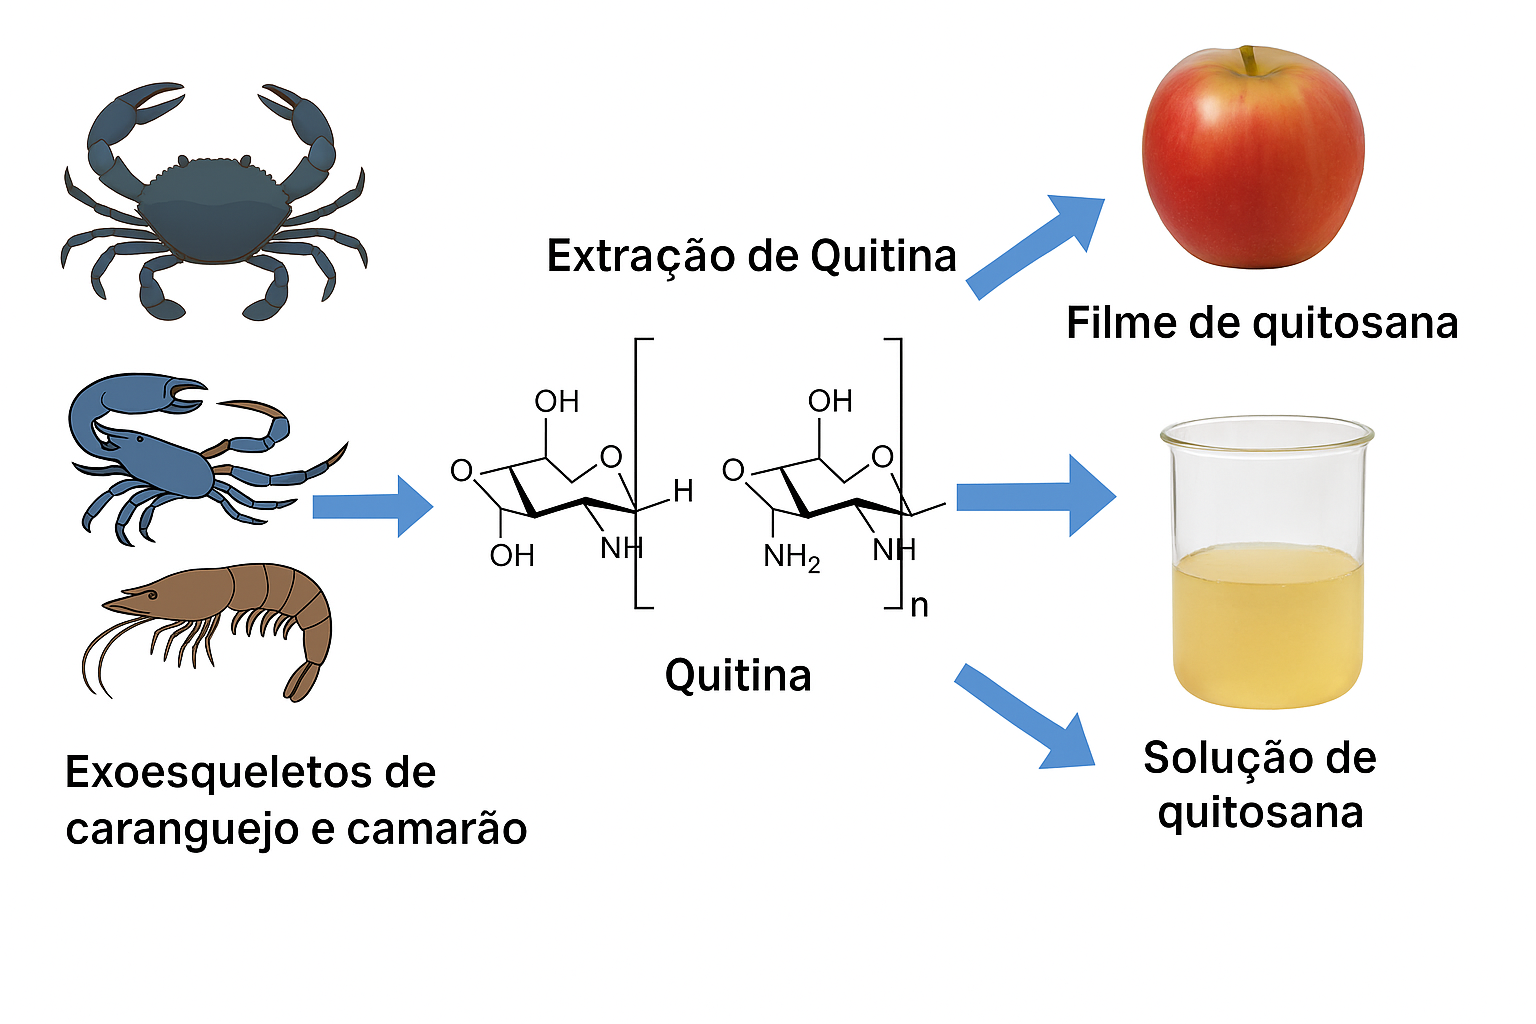 Extração de Quitina
Filme de quitosana
OH
OH
O
O
O
O
H
OH
NH
NH₂
NH
n
Quitina
Exoesqueletos de
caranguejo e camarão
Solução de
quitosana